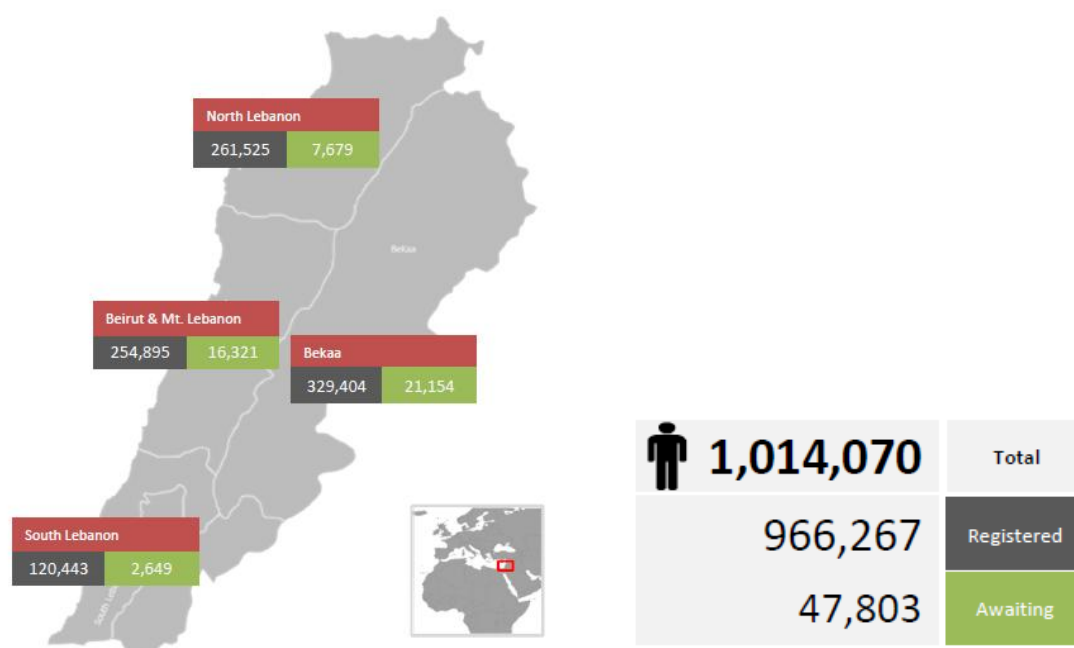 North Lebanon
261,525 7,679
Bekaa
Beirut & Mt. Lebanon
254,895 16,321
Bekaa
329,404 21,154
1,014,070 Total
966,267 Registered
47,803 Awaiting
South Lebanon
120,443 2,649
South